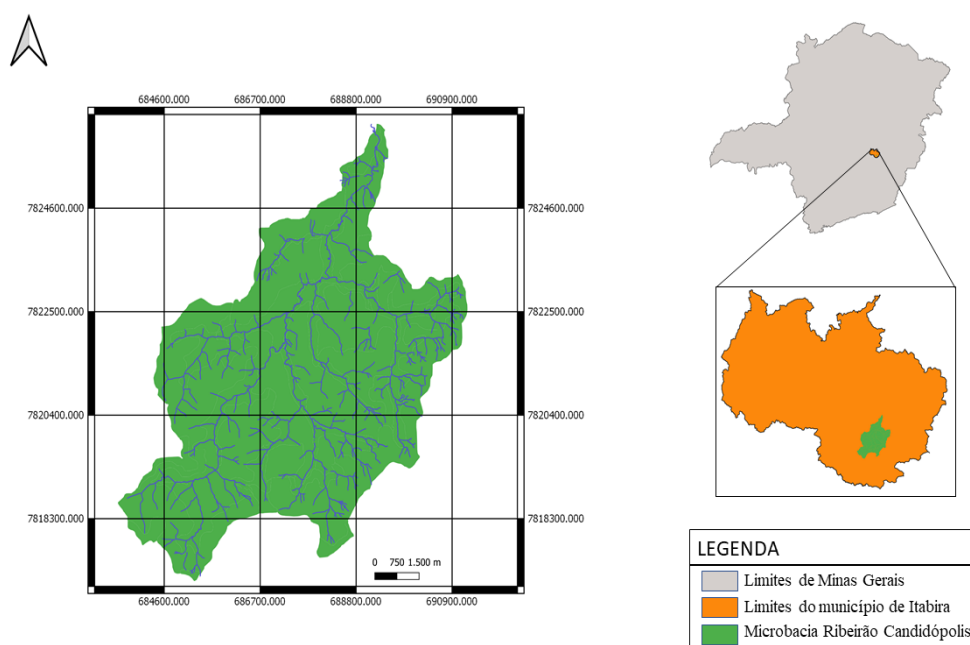 684600.000 686700.000 688800.000 690900.000
7824600.000 7824600.000
7822500.000 7822500.000
7820400.000 7820400.000
7818300.000 7818300.000
0 750 1.500 m
684600.000 686700.000 688800.000 690900.000
LEGENDA
Limites de Minas Gerais
Limites do município de Itabira
Microbacia Ribeirão Candidópolis